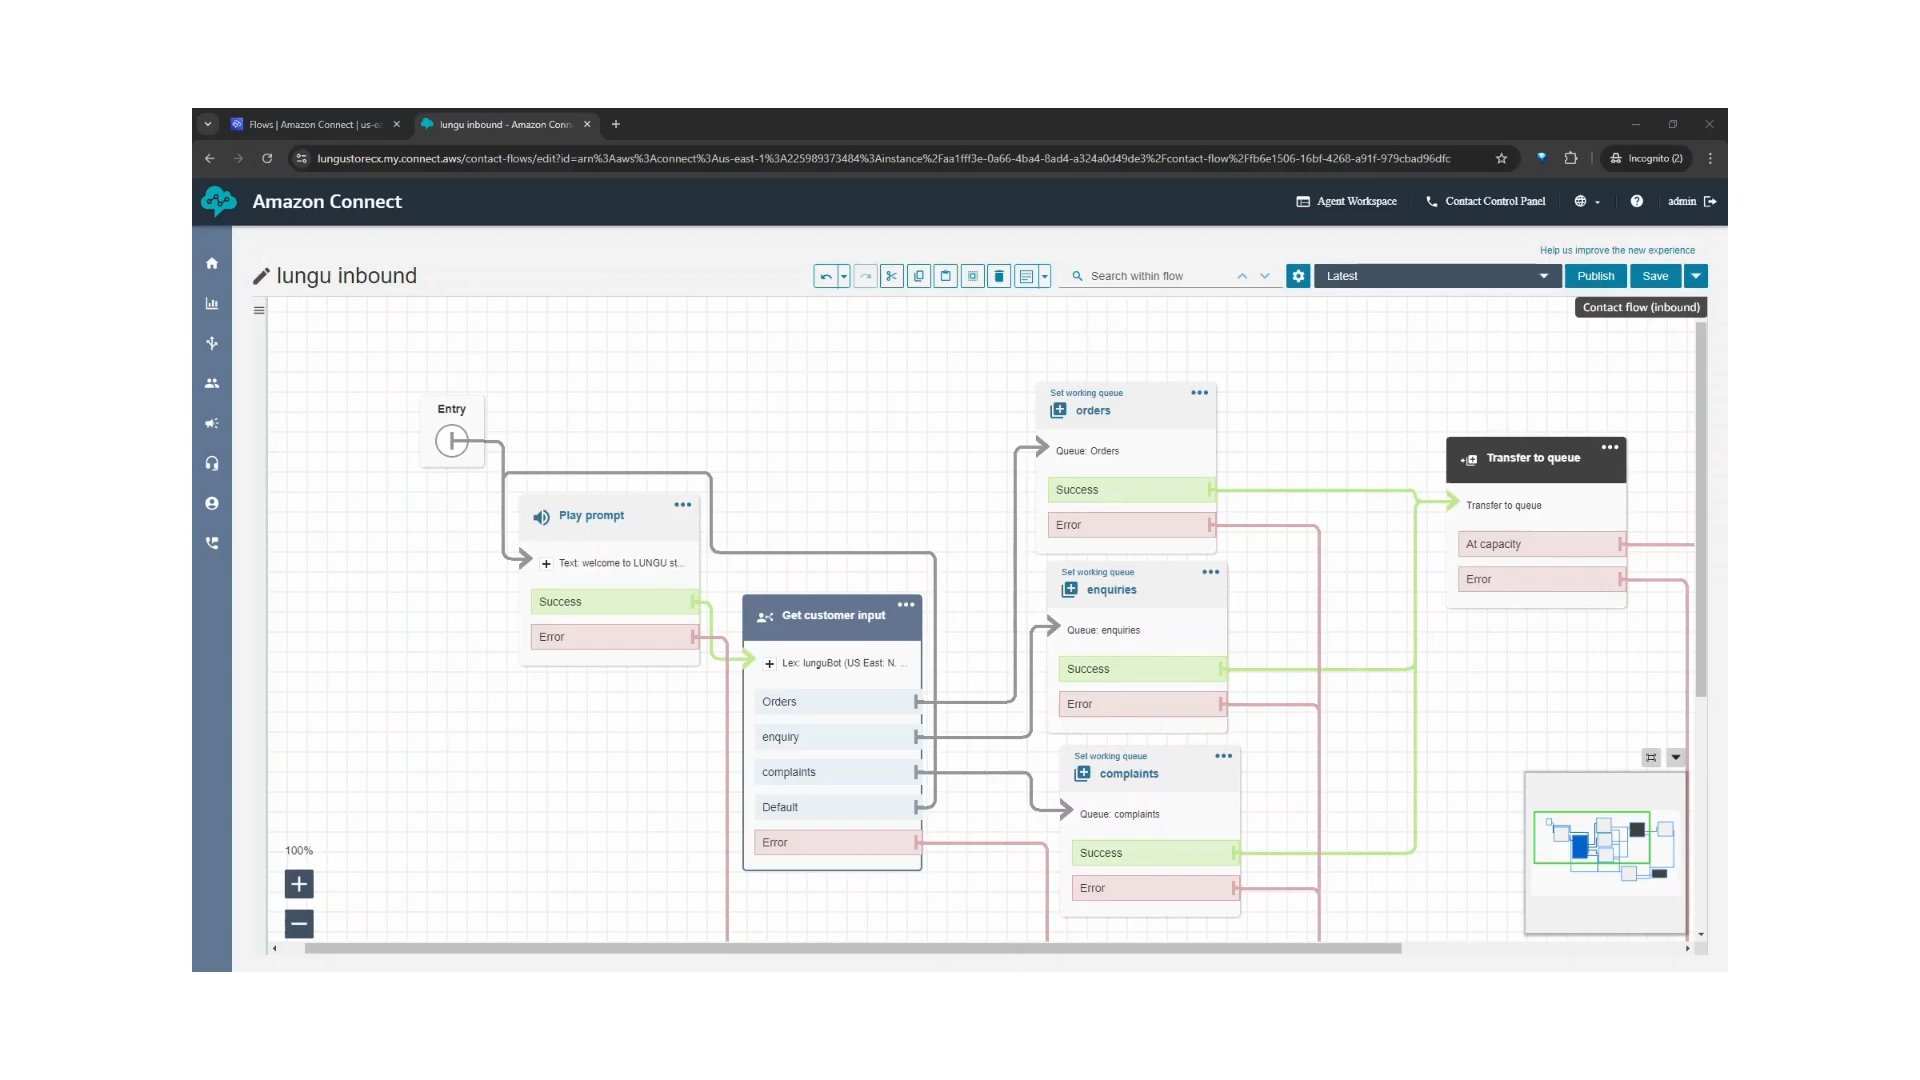 Flows | Amazon Connect | us-ea
lungu inbound - Amazon Conn
lungustorecx.my.connect.aws/contact-flows/edit?id=arn%3Aaws%3Aconnect%3Aus-east-1%3A225989373484%3Ainstance%2Faa1fff3e-0a66-4ba4-8ad4-a324a0d49de3%2Fcontact-flow%2Ffb6e1506-16bf-4268-a91f-979cbad96dfc
Incognito (2)
Amazon Connect
Agent Workspace
Contact Control Panel
admin
Help us improve the new experience
lungu inbound
Search within flow
Latest
Publish
Save
Contact flow (inbound)
Entry
Play prompt
Text: welcome to LUNGU st...
Success
Error
Get customer input
Lex: lunguBot (US East: N. ...
Orders
enquiry
complaints
Default
Error
Set working queue
orders
Queue: Orders
Success
Error
Set working queue
enquiries
Queue: enquiries
Success
Error
Set working queue
complaints
Queue: complaints
Success
Error
Transfer to queue
Transfer to queue
At capacity
Error
100%